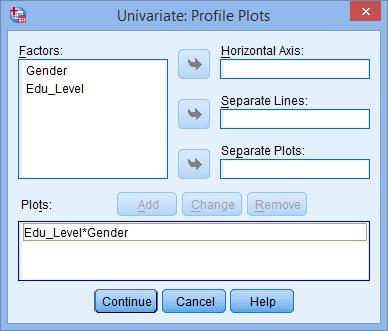 Univariate: Profile Plots
Factors:
Gender
Edu_Level
Horizontal Axis:
Separate Lines:
Separate Plots:
Plots:
Add
Change
Remove
Edu_Level*Gender
Continue
Cancel
Help